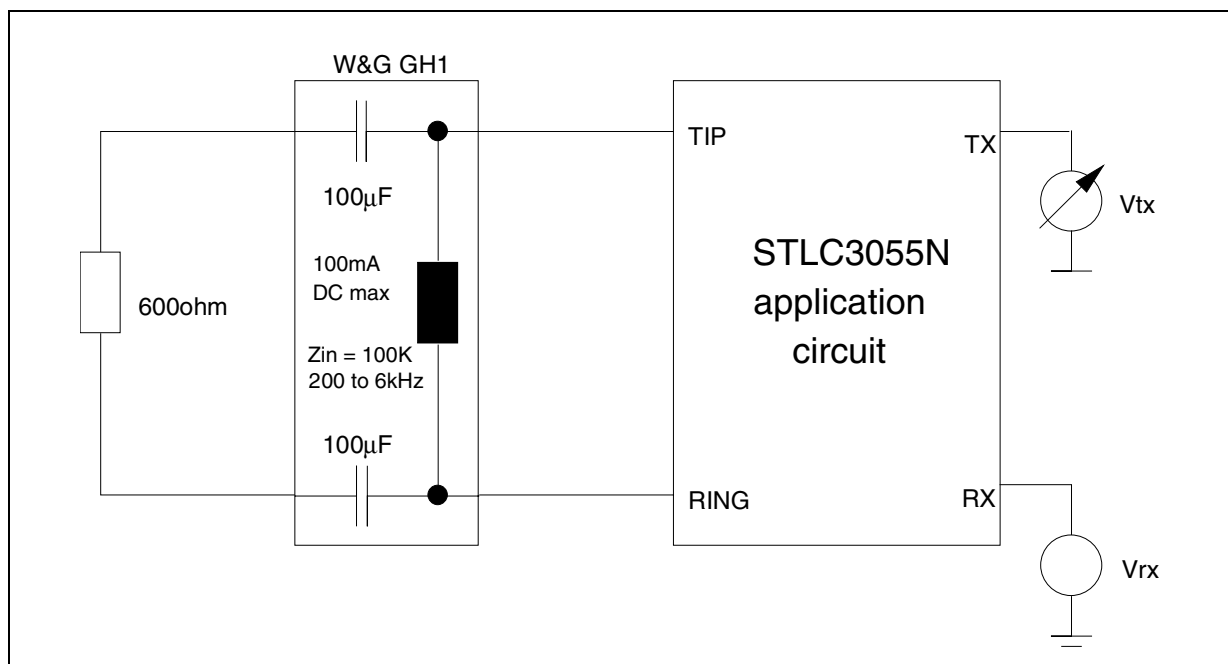 W&G GH1
TIP
TX
100μF
Vtx
STLC3055N
100mA
DC max
application
600ohm
circuit
Zin = 100K
200 to 6kHz
100μF
RING
RX
Vrx